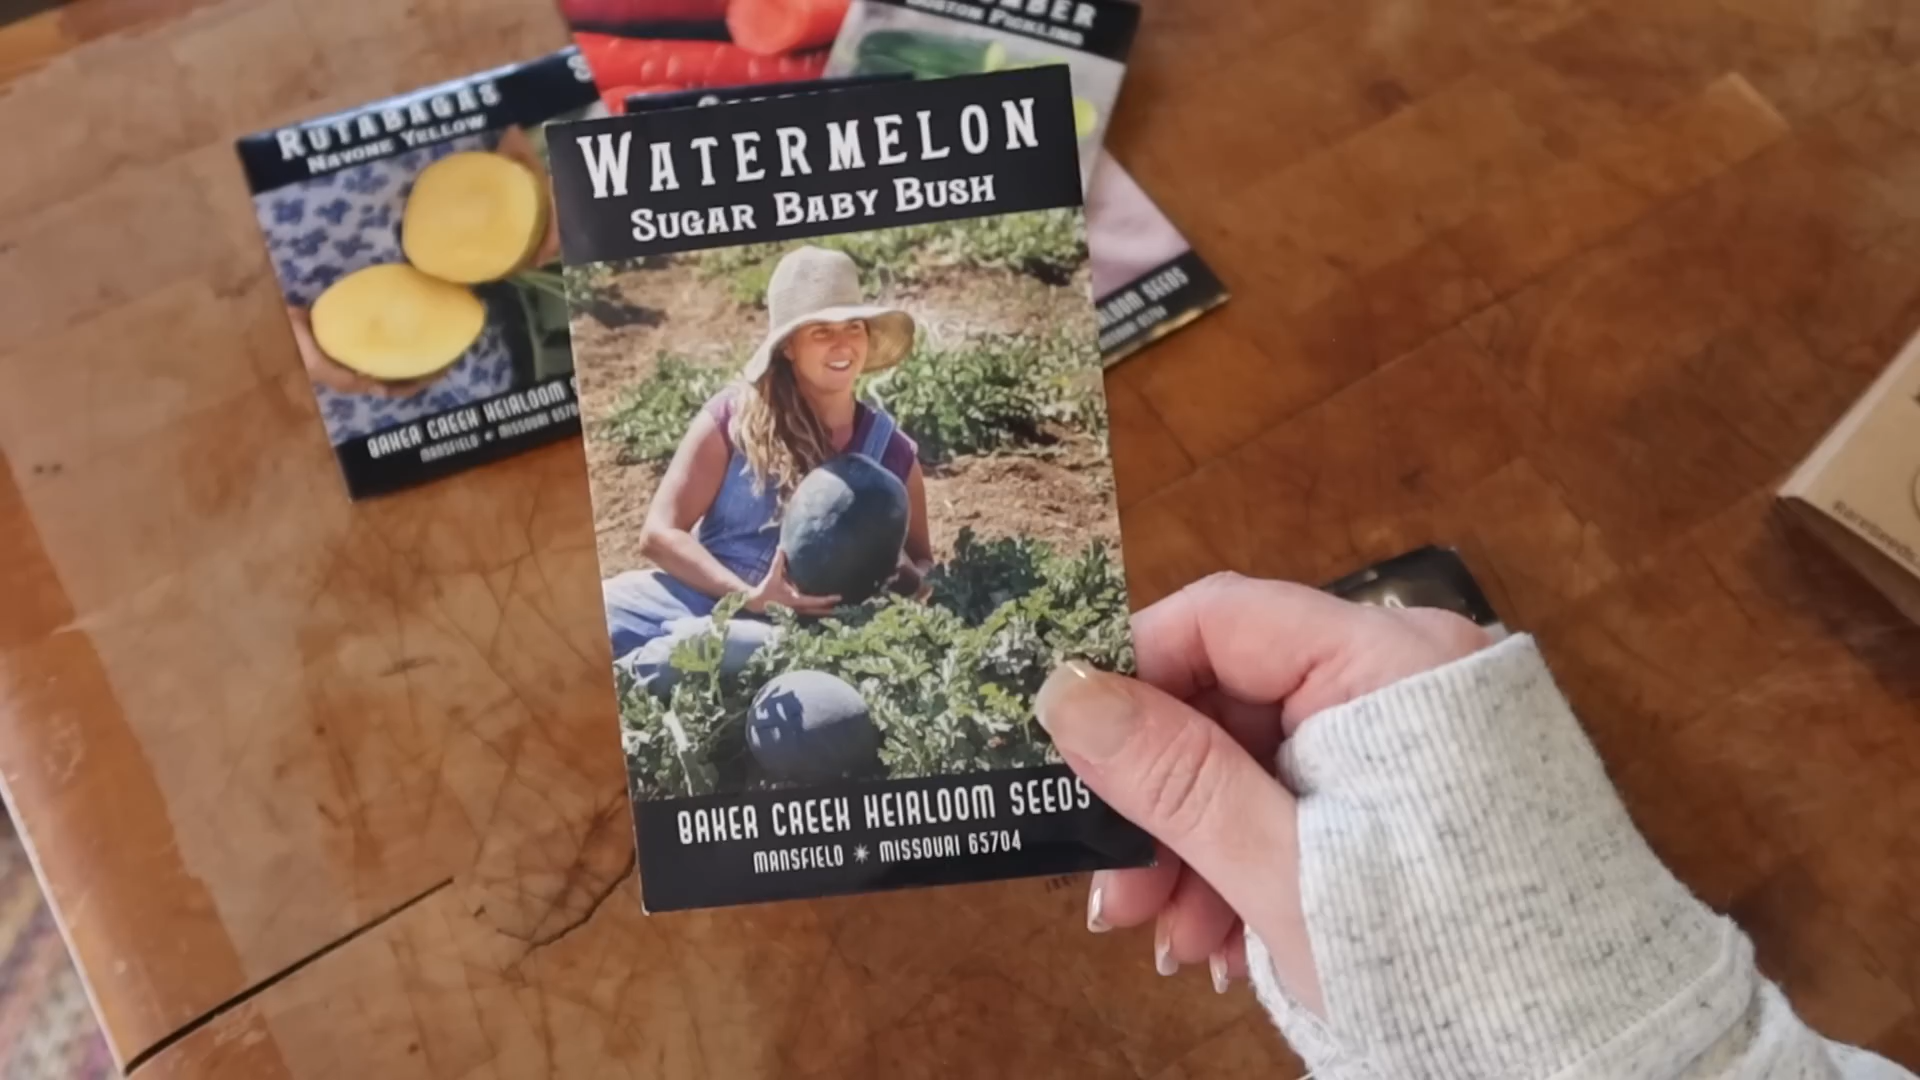 RUTABAGAS
NAVONE YELLOW
BAKER CREEK HEIRLOOM
MANSFIELD * MISSOURI
BOSTON PICKLING
SEEDS
WATERMELON
SUGAR BABY BUSH
BAKER CREEK HEIRLOOM SEEDS
MANSFIELD * MISSOURI 65704